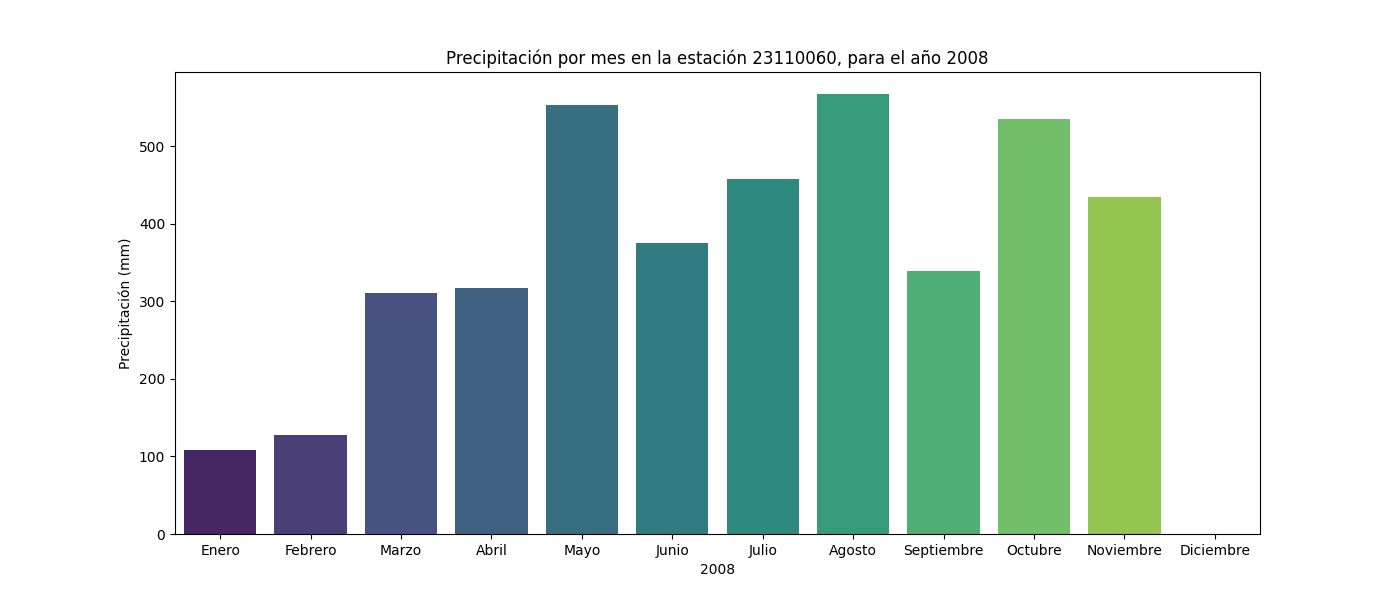 Precipitación por mes en la estación 23110060, para el año 2008
Precipitación (mm)
500
400
300
200
100
0
Enero Febrero Marzo Abril Mayo Junio Julio Agosto Septiembre Octubre Noviembre Diciembre
2008